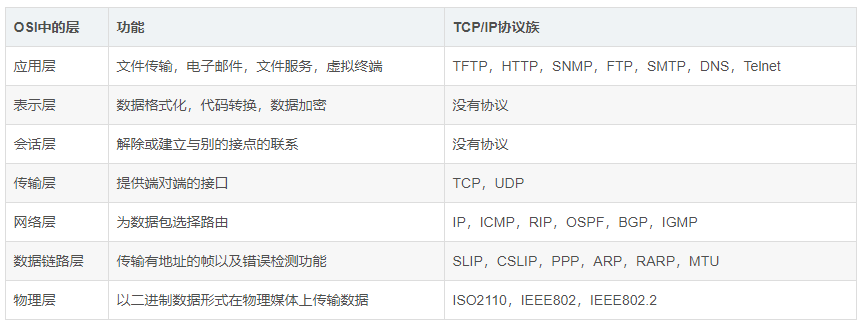 OSI中的层 功能 TCP/IP协议族
应用层 文件传输，电子邮件，文件服务，虚拟终端 TFTP，HTTP，SNMP，FTP，SMTP，DNS，Telnet
表示层 数据格式化，代码转换，数据加密 没有协议
会话层 解除或建立与别的接点的联系 没有协议
传输层 提供端对端的接口 TCP，UDP
网络层 为数据包选择路由 IP，ICMP，RIP，OSPF，BGP，IGMP
数据链路层 传输有地址的帧以及错误检测功能 SLIP，CSLIP，PPP，ARP，RARP，MTU
物理层 以二进制数据形式在物理媒体上传输数据 ISO2110，IEEE802，IEEE802.2